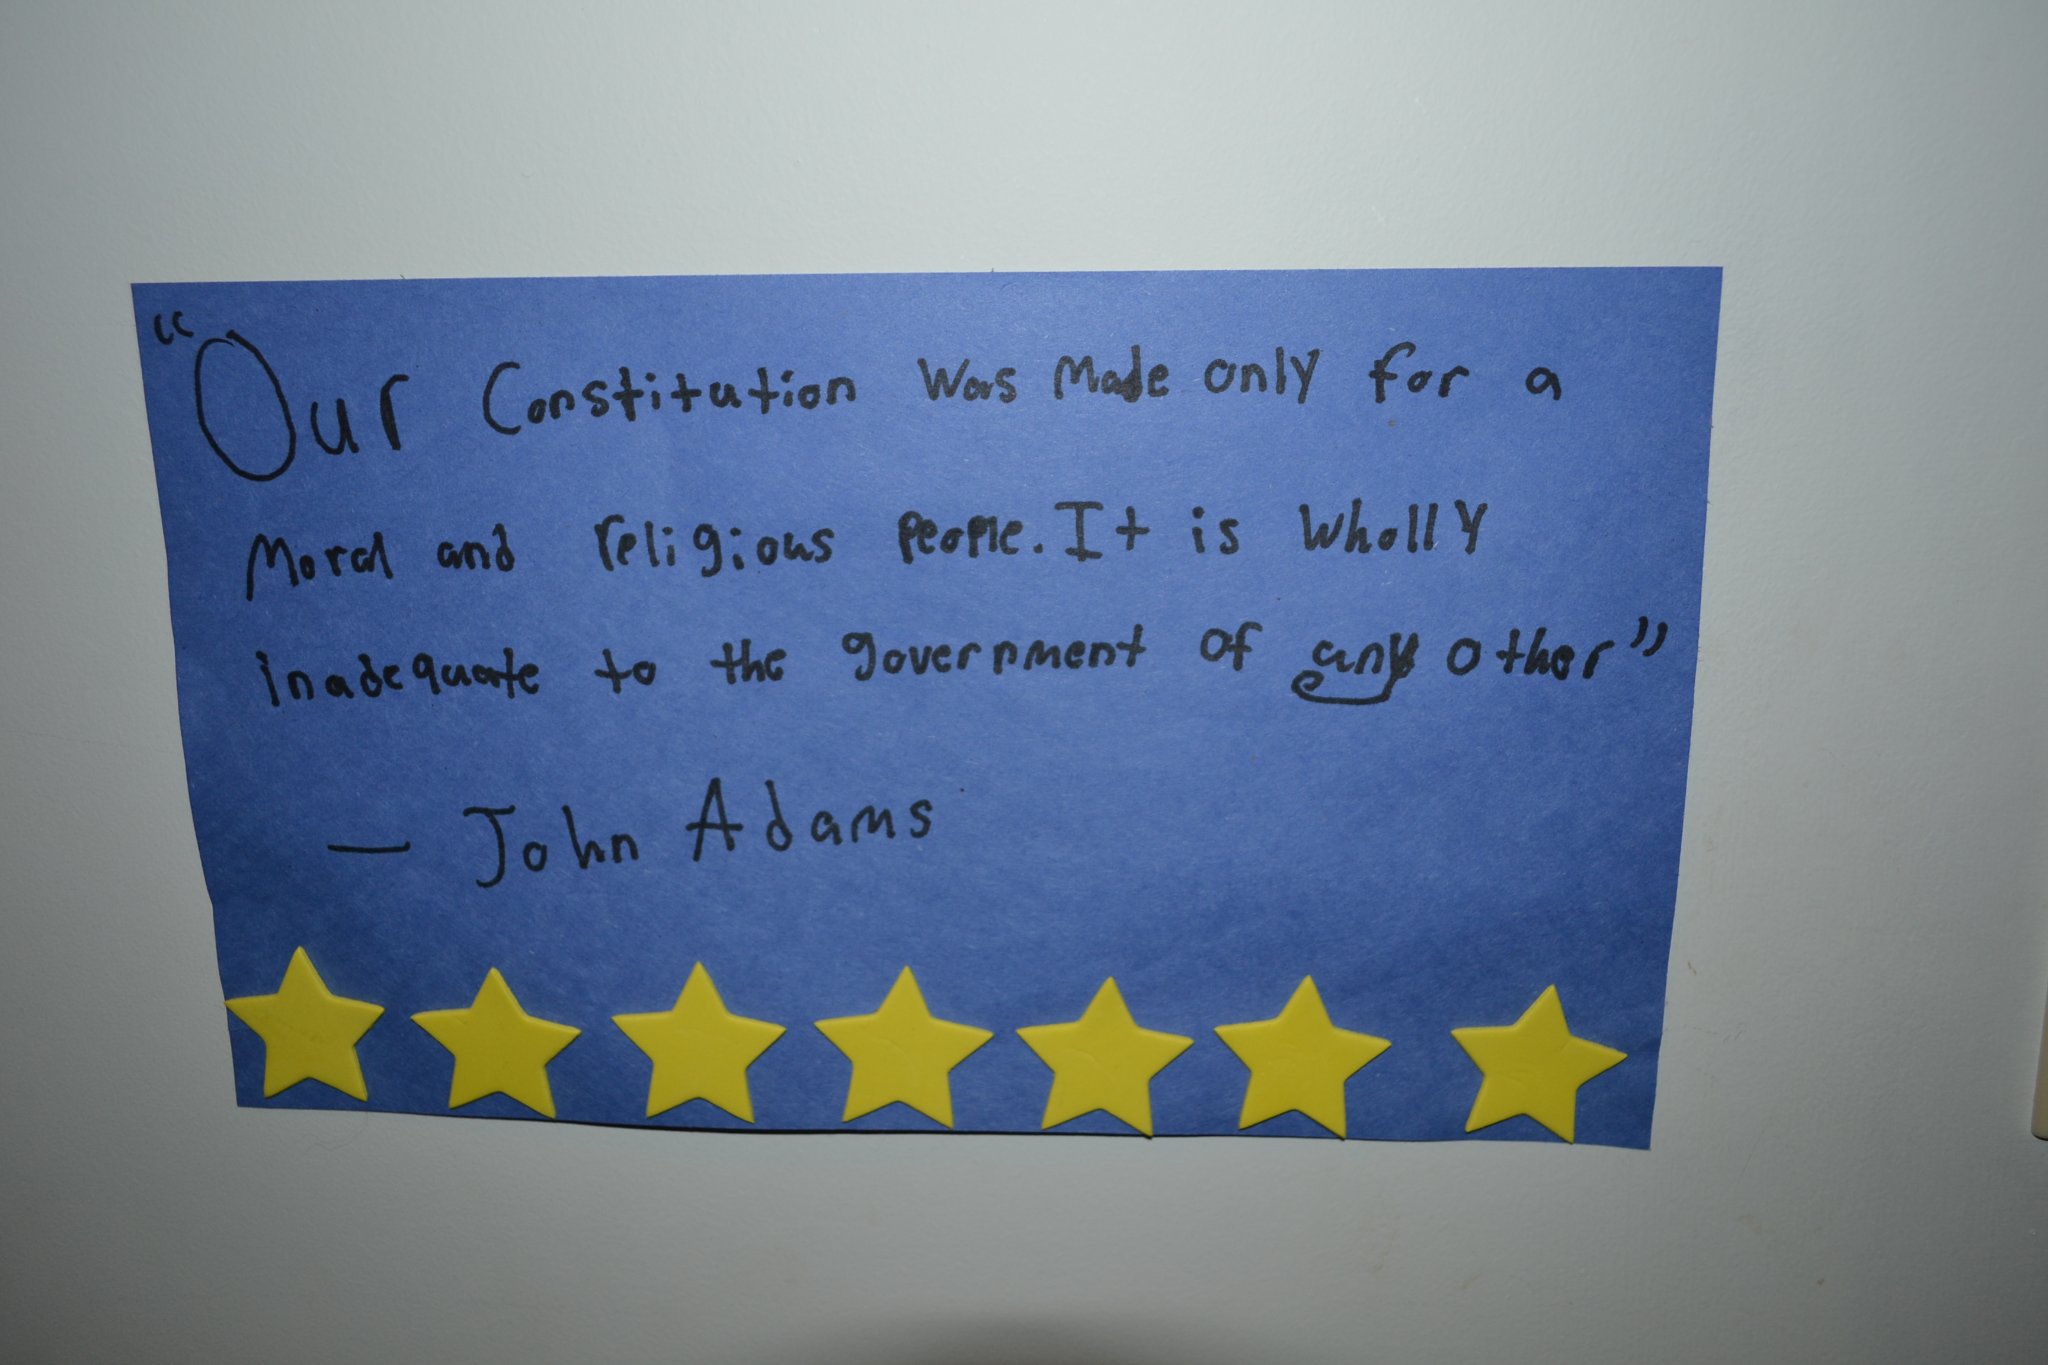 “Our Constitution was made only for a
Moral and religious people. It is wholly
inadequate to the government of any other”
— John Adams